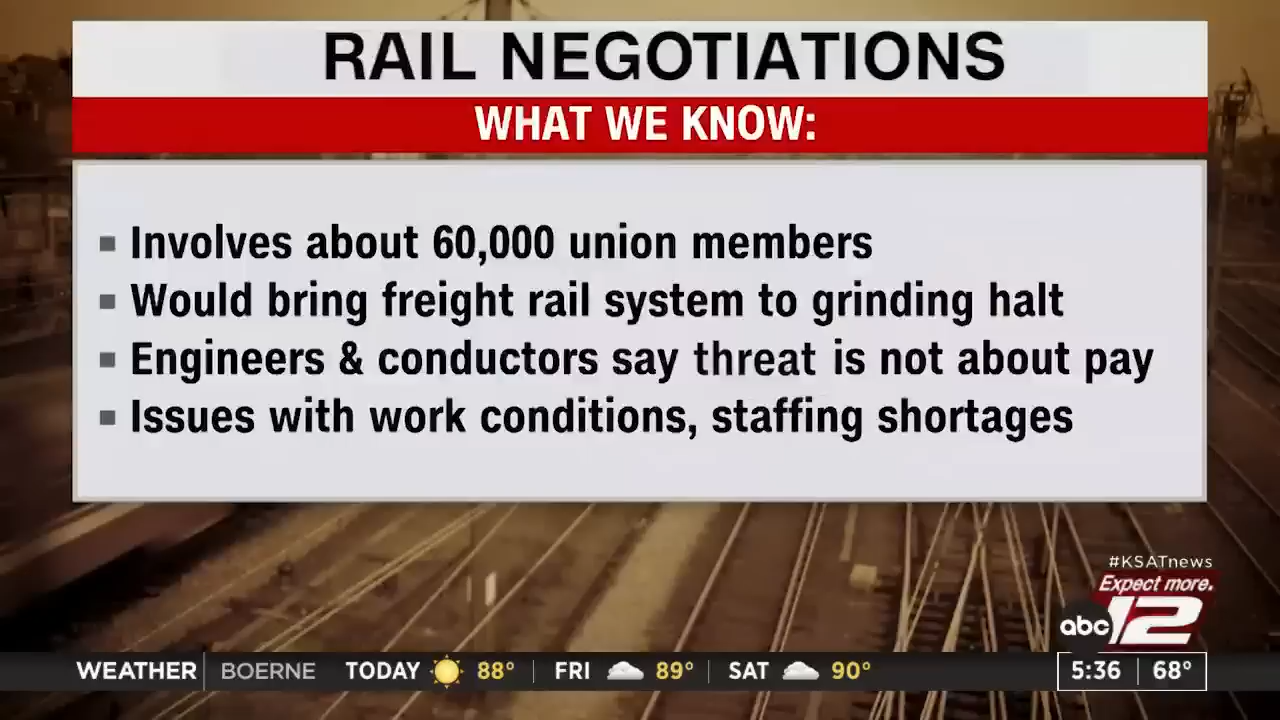 RAIL NEGOTIATIONS
WHAT WE KNOW:
Involves about 60,000 union members
Would bring freight rail system to grinding halt
Engineers & conductors say threat is not about pay
Issues with work conditions, staffing shortages
#KSATnews
Expect more.
abc 12
WEATHER BOERNE TODAY 88° FRI 89° SAT 90° 5:36 68°